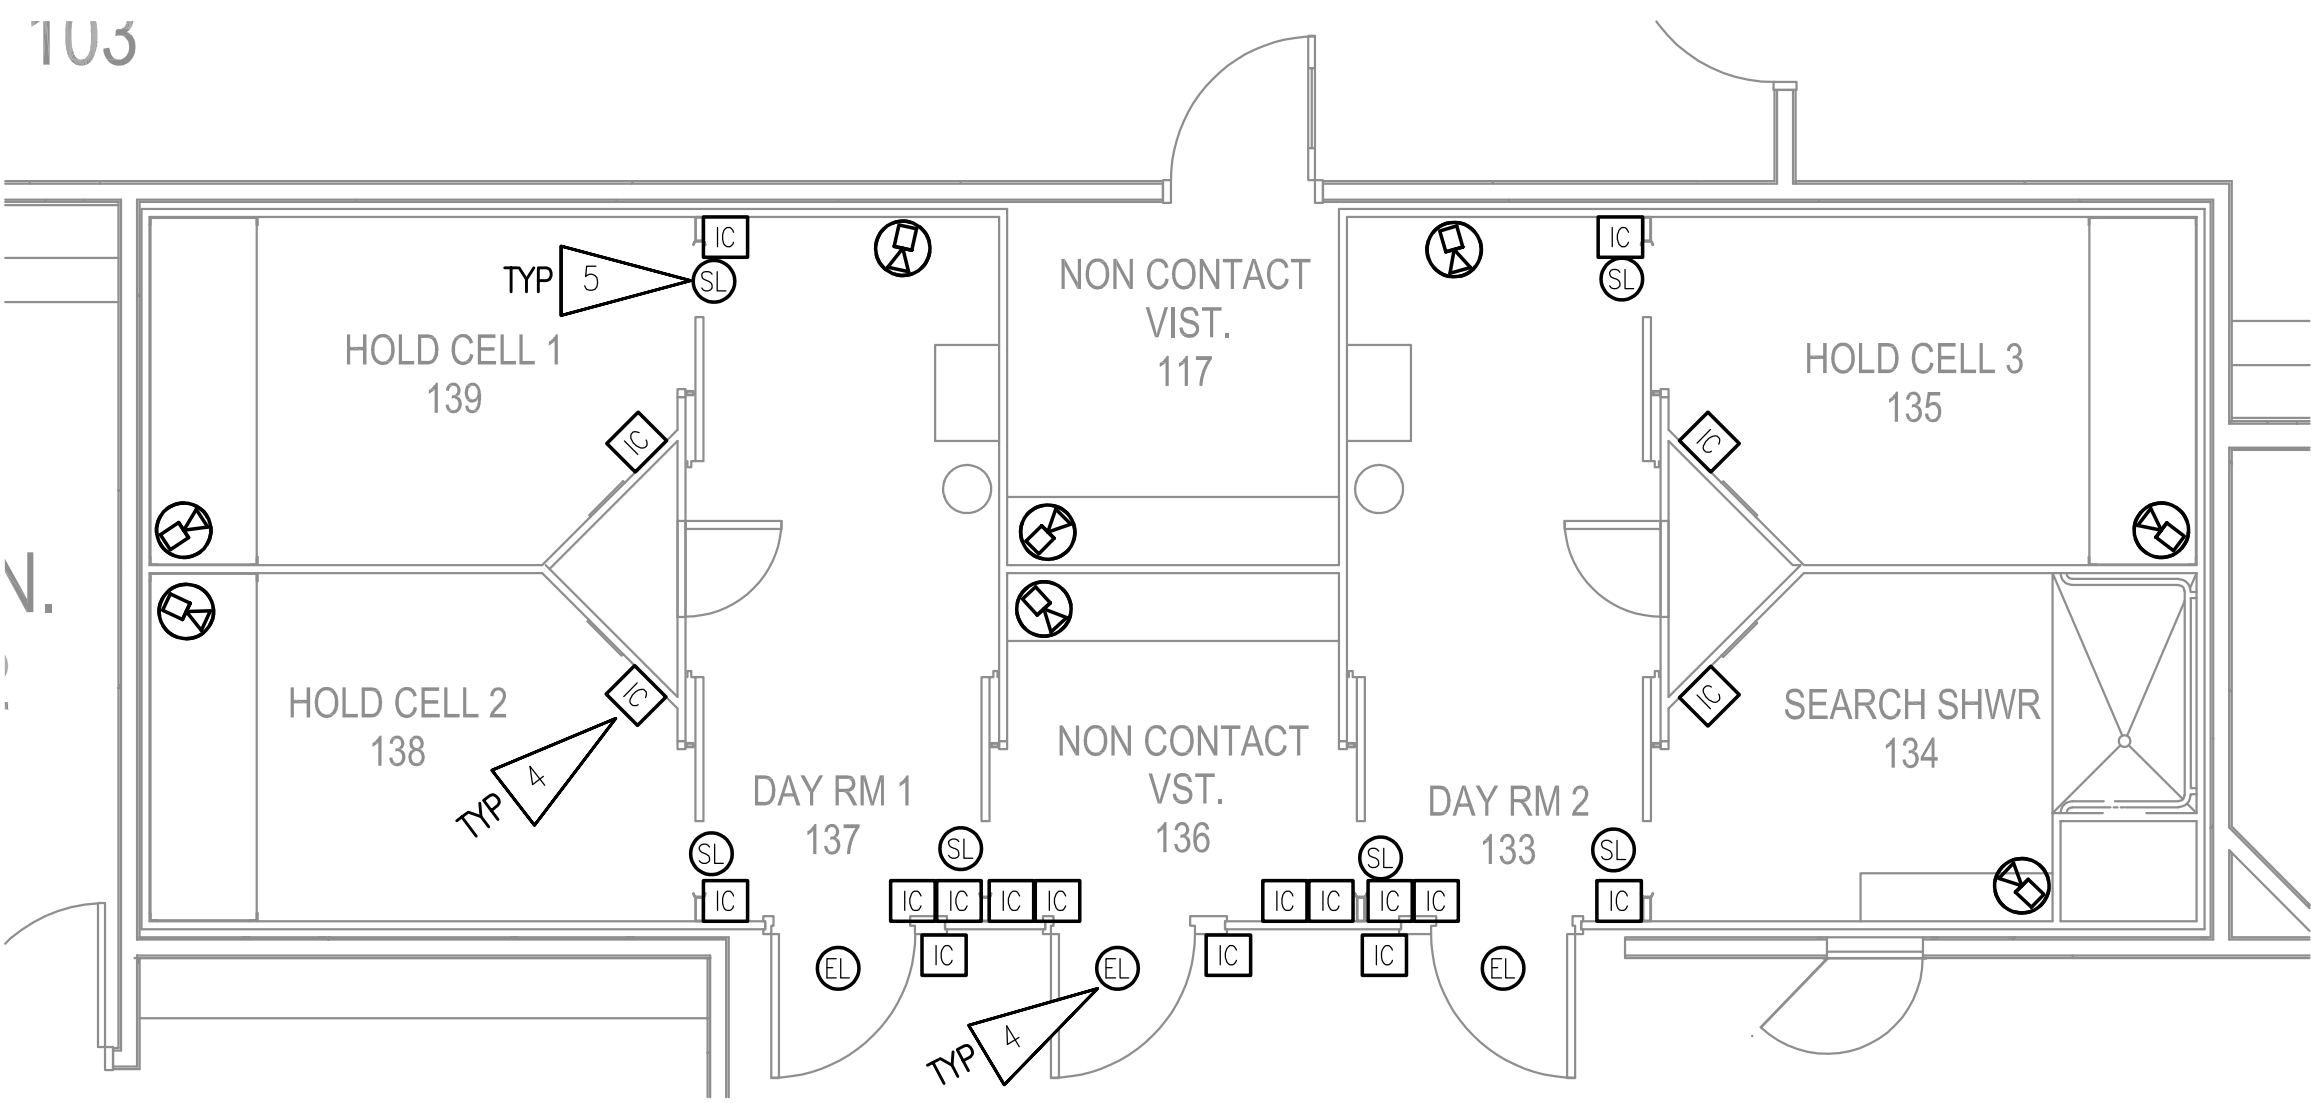 103
IC
IC
TYP 5
SL
SL
NON CONTACT
VIST.
117
HOLD CELL 1
139
HOLD CELL 3
135
IC
IC
N.
HOLD CELL 2
138
IC
IC
SEARCH SHWR
134
NON CONTACT
VST.
136
TYP 4
DAY RM 1
137
DAY RM 2
133
SL
SL
SL
SL
IC
IC
IC
IC
IC
IC
IC
IC
IC
IC
IC
IC
IC
EL
EL
EL
TYP 4